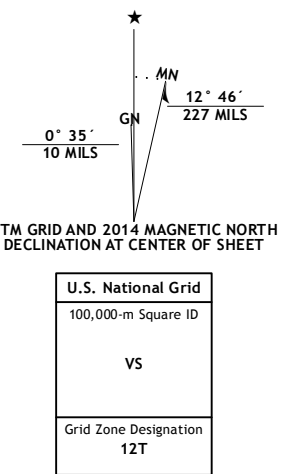 ★
MN
GN
12° 46´
227 MILS
0° 35´
10 MILS
TM GRID AND 2014 MAGNETIC NORTH
DECLINATION AT CENTER OF SHEET
U.S. National Grid
100,000-m Square ID
VS
Grid Zone Designation
12T